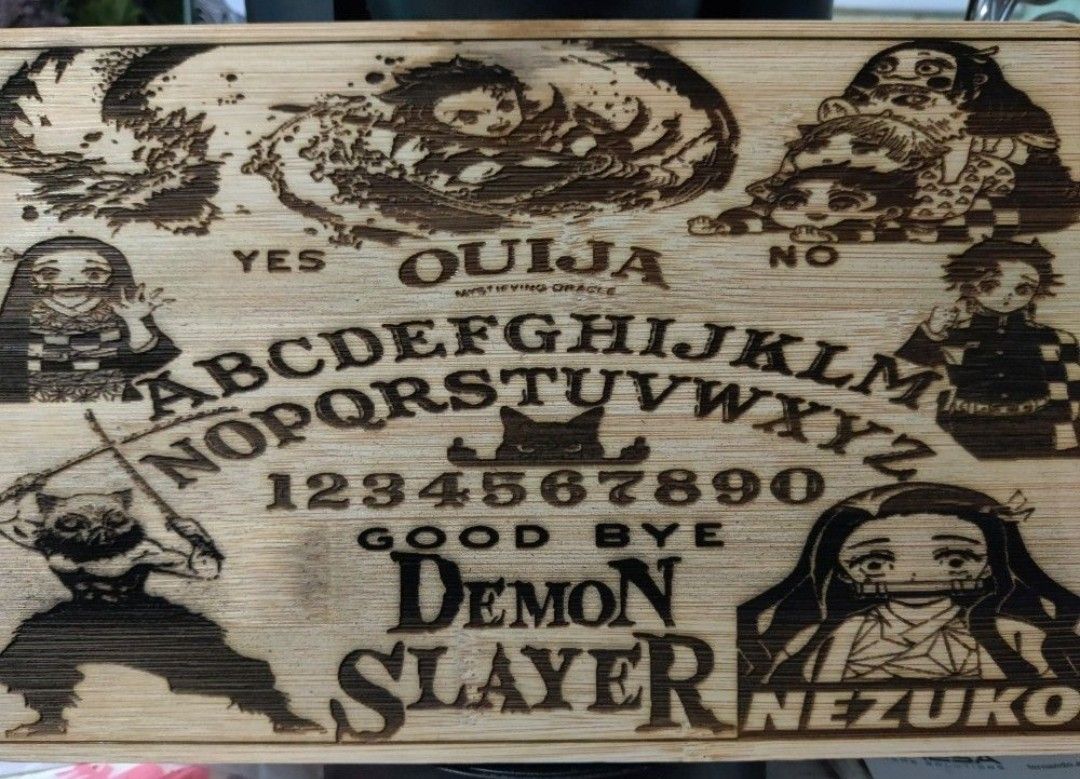 YES OUIJA NO
MYSTIFYING ORACLE
ABCDEFGHIJKLM
NOPQRSTUVWXYZ
1234567890
GOOD BYE
DEMON
SLAYER
NEZUKO